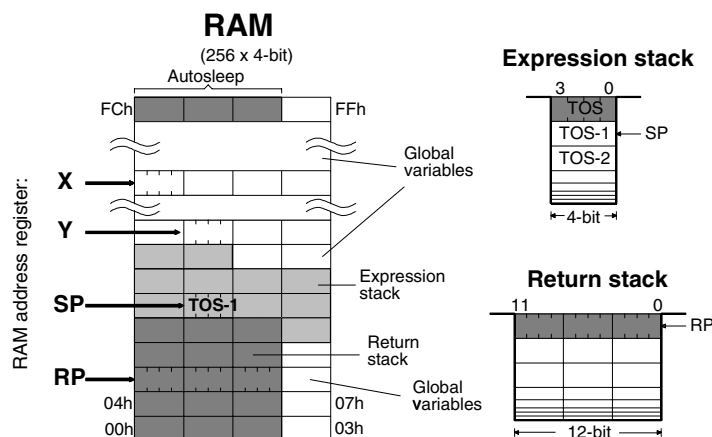 RAM
(256 x 4-bit)
Autosleep
FCh
FFh
Global
variables
X
Y
SP
TOS-1
Expression
stack
Return
stack
RP
Global
variables
04h
07h
00h
03h
RAM address register:
Expression stack
3 0
TOS
TOS-1
SP
TOS-2
4-bit
Return stack
11 0
RP
12-bit